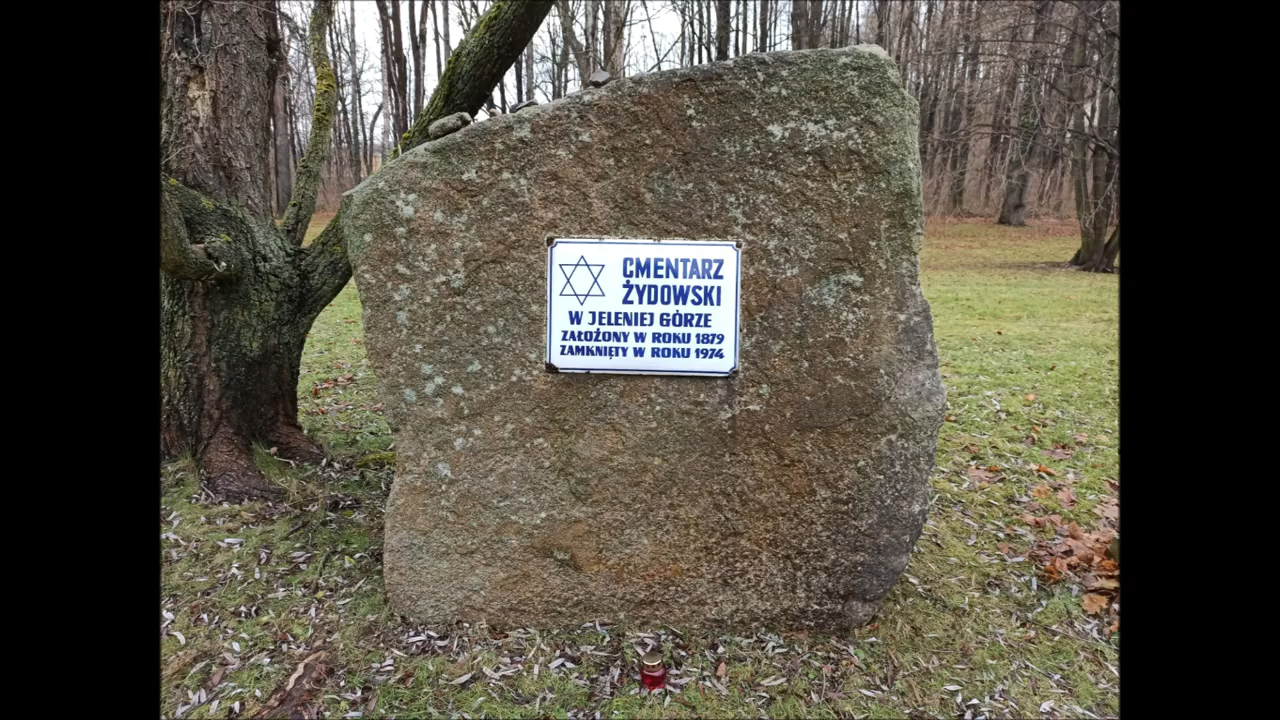 CMENTARZ
ŻYDOWSKI
W JELENIEJ GÓRZE
ZAŁOŻONY W ROKU 1879
ZAMKNIĘTY W ROKU 1974